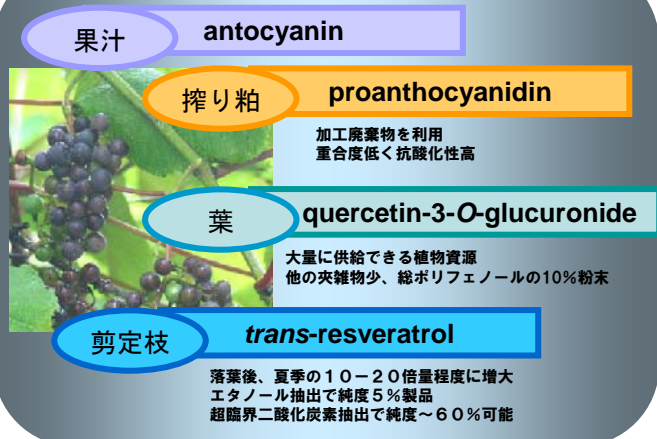 果汁 antocyanin
搾り粕 proanthocyanidin
加工廃棄物を利用
重合度低く抗酸化性高
葉 quercetin-3-O-glucuronide
大量に供給できる植物資源
他の夾雑物少、総ポリフェノールの10%粉末
剪定枝 trans-resveratrol
落葉後、夏季の10－20倍量程度に増大
エタノール抽出で純度5%製品
超臨界二酸化炭素抽出で純度～60%可能